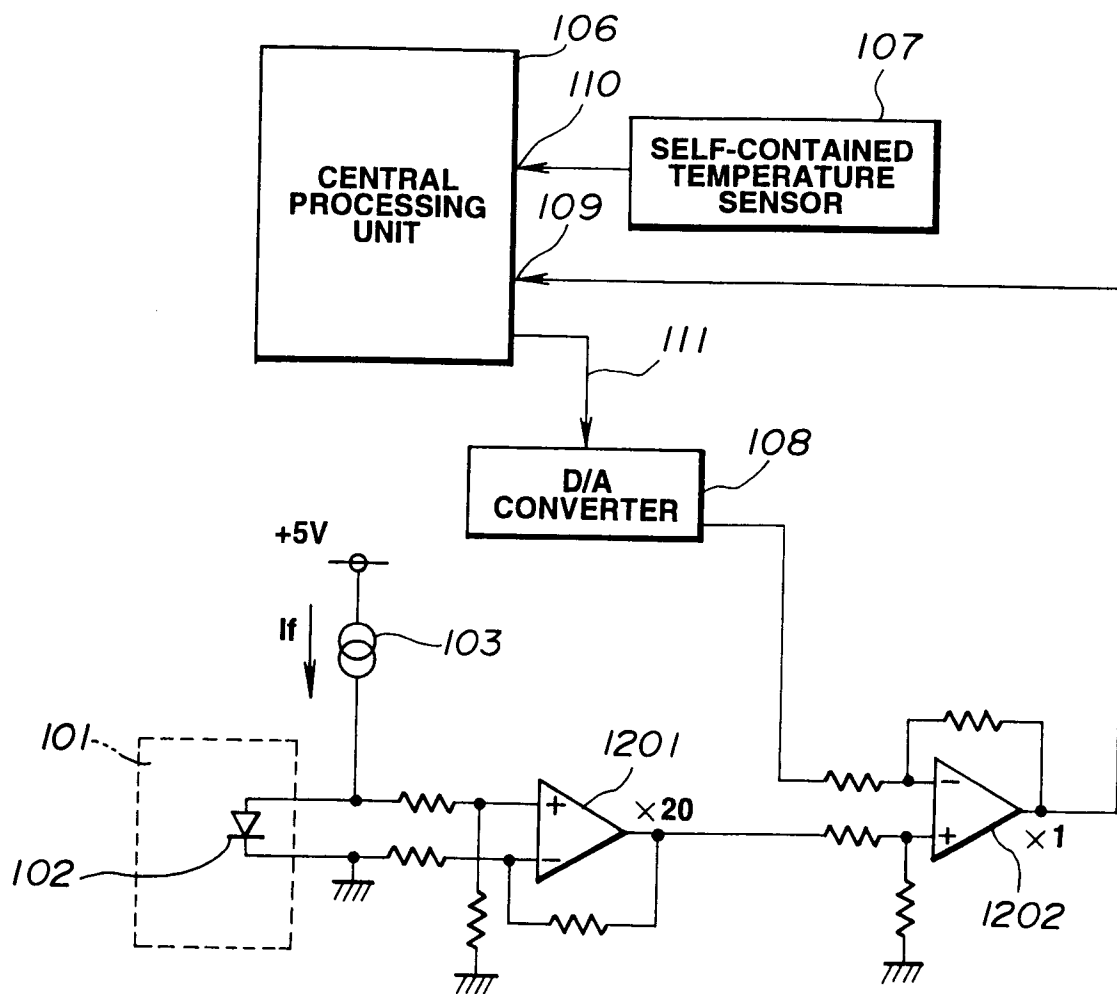 106
110
107
CENTRAL
PROCESSING
UNIT
SELF-CONTAINED
TEMPERATURE
SENSOR
109
111
108
D/A
CONVERTER
+5V
If
103
101
1201
×20
+
−
102
−
+
×1
1202